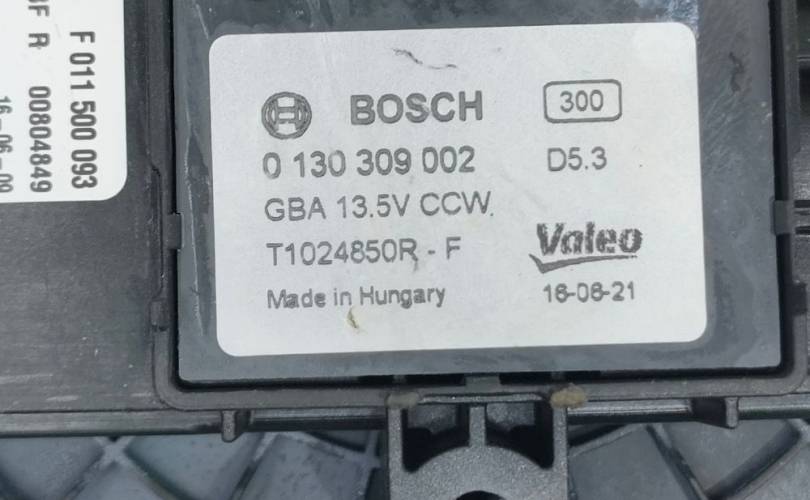 BOSCH 300
0 130 309 002 D5.3
GBA 13.5V CCW.
T1024850R - F Valeo
Made in Hungary 16-06-21
F 011 500 093
00804849